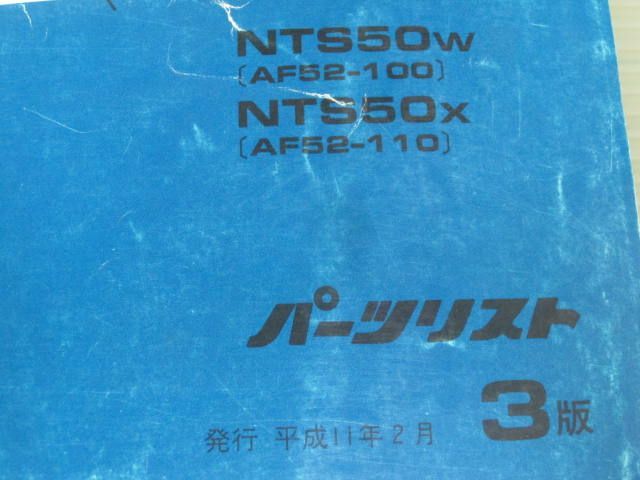 NTS50W
[AF52-100]
NTS50X
[AF52-110]
パーツリスト
3版
発行 平成11年2月